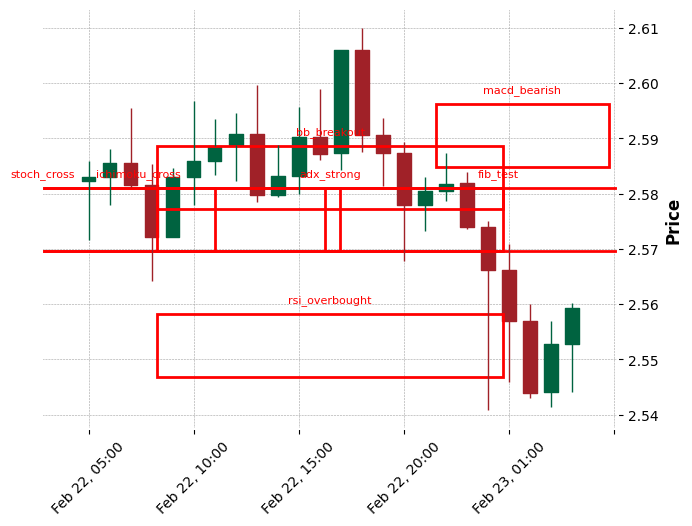 2.61
2.60
macd_bearish
2.59
bb_breakout
stoch_cross
ichimoku_cross
adx_strong
fib_test
2.58
2.57
Price
2.56
rsi_overbought
2.55
2.54
Feb 22, 05:00
Feb 22, 10:00
Feb 22, 15:00
Feb 22, 20:00
Feb 23, 01:00